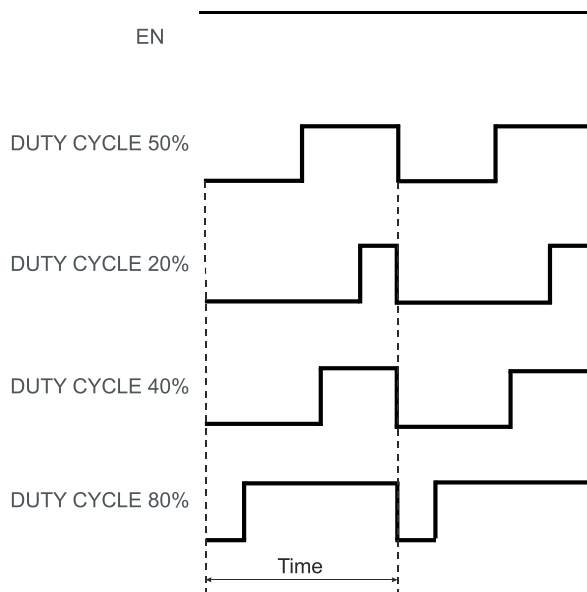 EN
DUTY CYCLE 50%
DUTY CYCLE 20%
DUTY CYCLE 40%
DUTY CYCLE 80%
Time